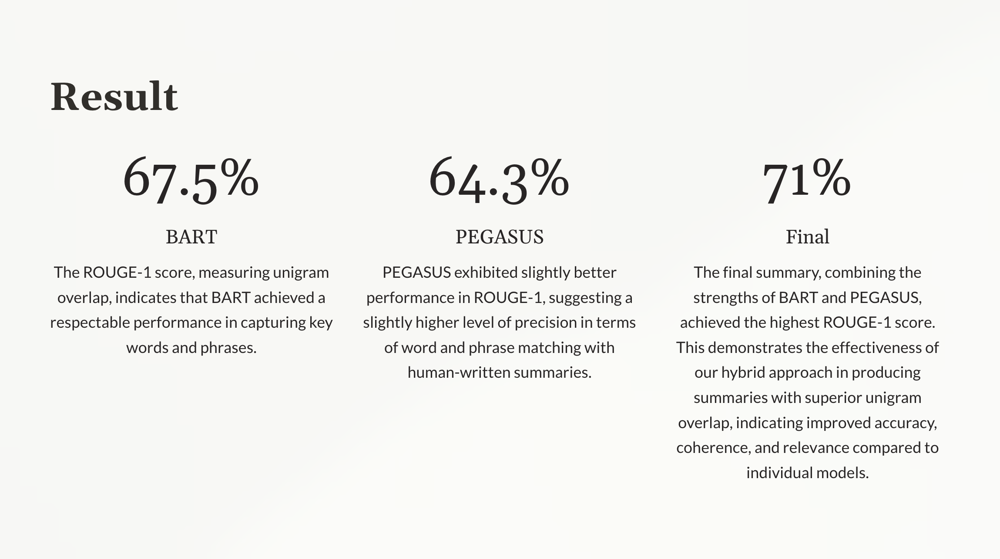 Result
67.5%
BART
The ROUGE-1 score, measuring unigram
overlap, indicates that BART achieved a
respectable performance in capturing key
words and phrases.
64.3%
PEGASUS
PEGASUS exhibited slightly better
performance in ROUGE-1, suggesting a
slightly higher level of precision in terms
of word and phrase matching with
human-written summaries.
71%
Final
The final summary, combining the
strengths of BART and PEGASUS,
achieved the highest ROUGE-1 score.
This demonstrates the effectiveness of
our hybrid approach in producing
summaries with superior unigram
overlap, indicating improved accuracy,
coherence, and relevance compared to
individual models.